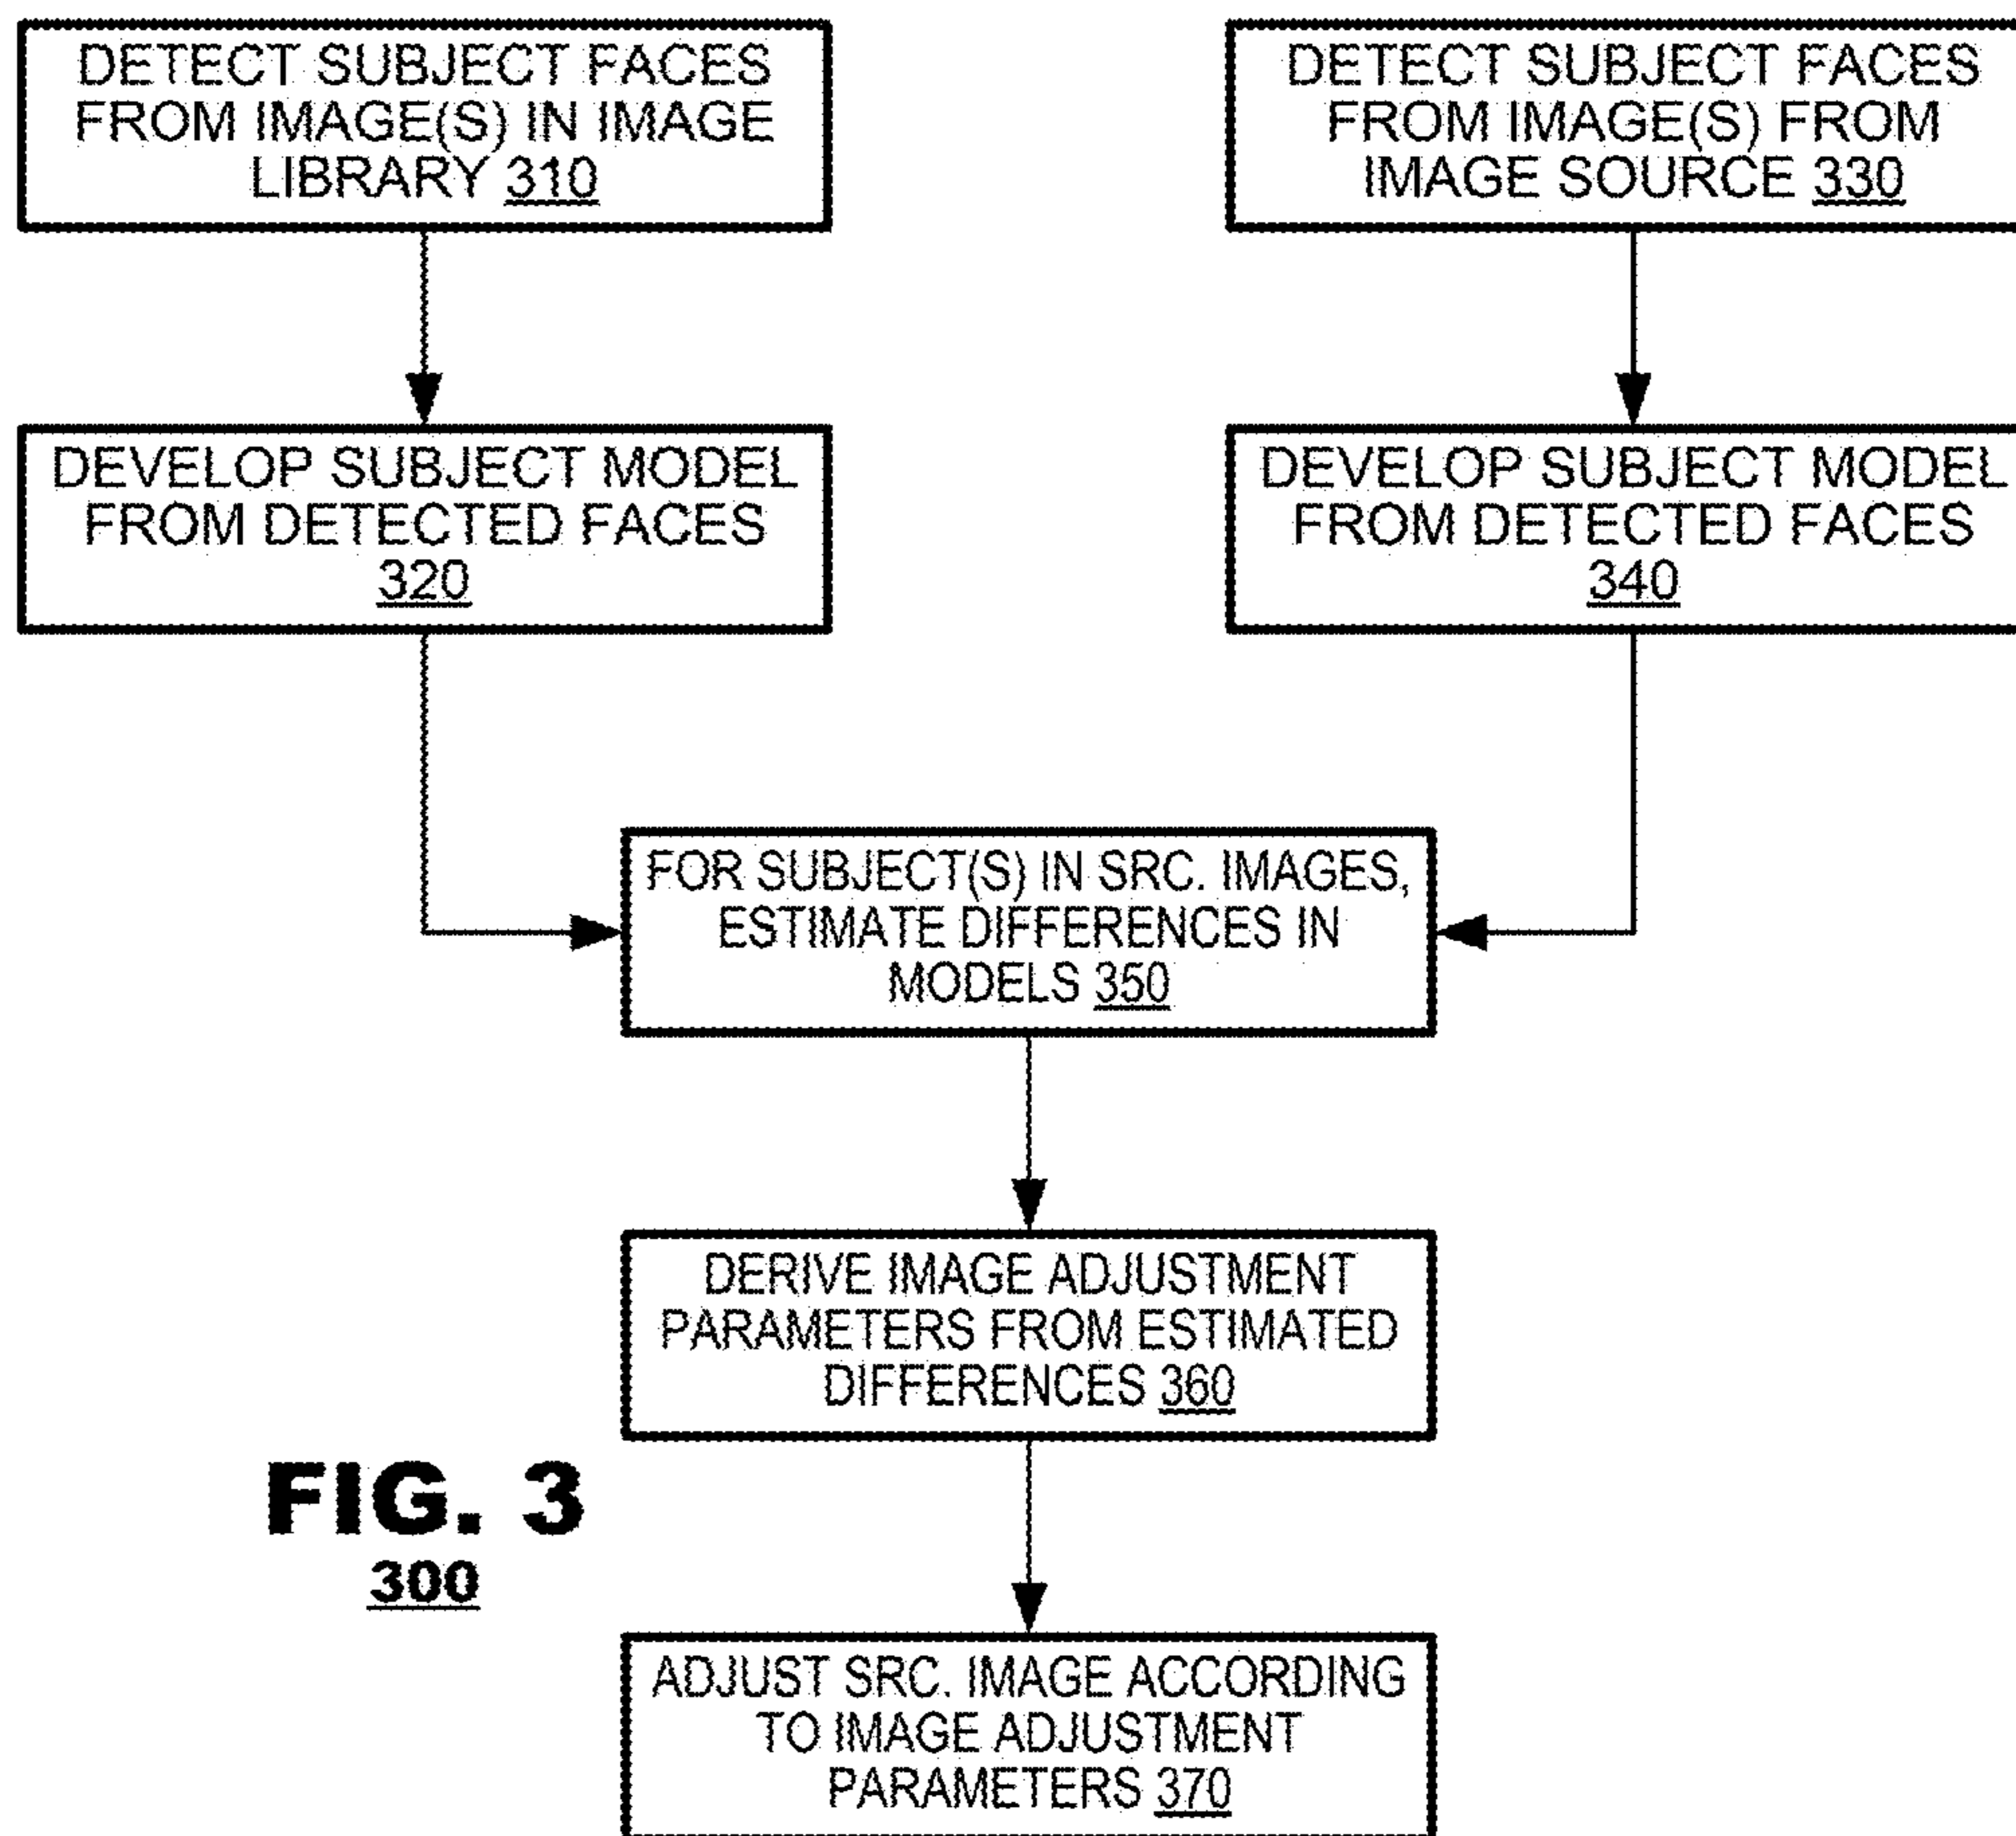 DETECT SUBJECT FACES
FROM IMAGE(S) IN IMAGE
LIBRARY 310
DETECT SUBJECT FACES
FROM IMAGE(S) FROM
IMAGE SOURCE 330
DEVELOP SUBJECT MODEL
FROM DETECTED FACES
320
DEVELOP SUBJECT MODEL
FROM DETECTED FACES
340
FOR SUBJECT(S) IN SRC. IMAGES,
ESTIMATE DIFFERENCES IN
MODELS 350
DERIVE IMAGE ADJUSTMENT
PARAMETERS FROM ESTIMATED
DIFFERENCES 360
FIG. 3
300
ADJUST SRC. IMAGE ACCORDING
TO IMAGE ADJUSTMENT
PARAMETERS 370